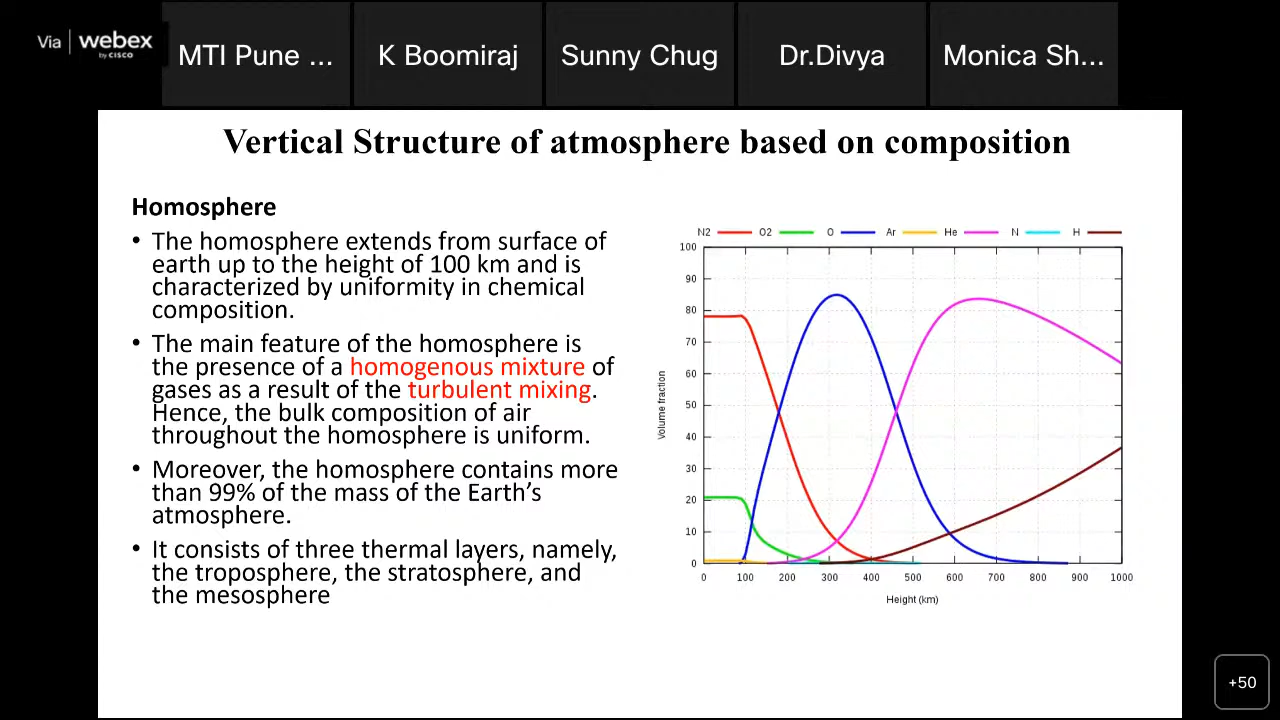 Via webex
by CISCO
MTI Pune ...
K Boomiraj
Sunny Chug
Dr.Divya
Monica Sh...
Vertical Structure of atmosphere based on composition
Homosphere
• The homosphere extends from surface of
earth up to the height of 100 km and is
characterized by uniformity in chemical
composition.
• The main feature of the homosphere is
the presence of a homogenous mixture of
gases as a result of the turbulent mixing.
Hence, the bulk composition of air
throughout the homosphere is uniform.
• Moreover, the homosphere contains more
than 99% of the mass of the Earth’s
atmosphere.
• It consists of three thermal layers, namely,
the troposphere, the stratosphere, and
the mesosphere
N2 O2 O Ar He N H
100
90
80
70
60
50
40
30
20
10
0
Volume fraction
0 100 200 300 400 500 600 700 800 900 1000
Height (km)
+50